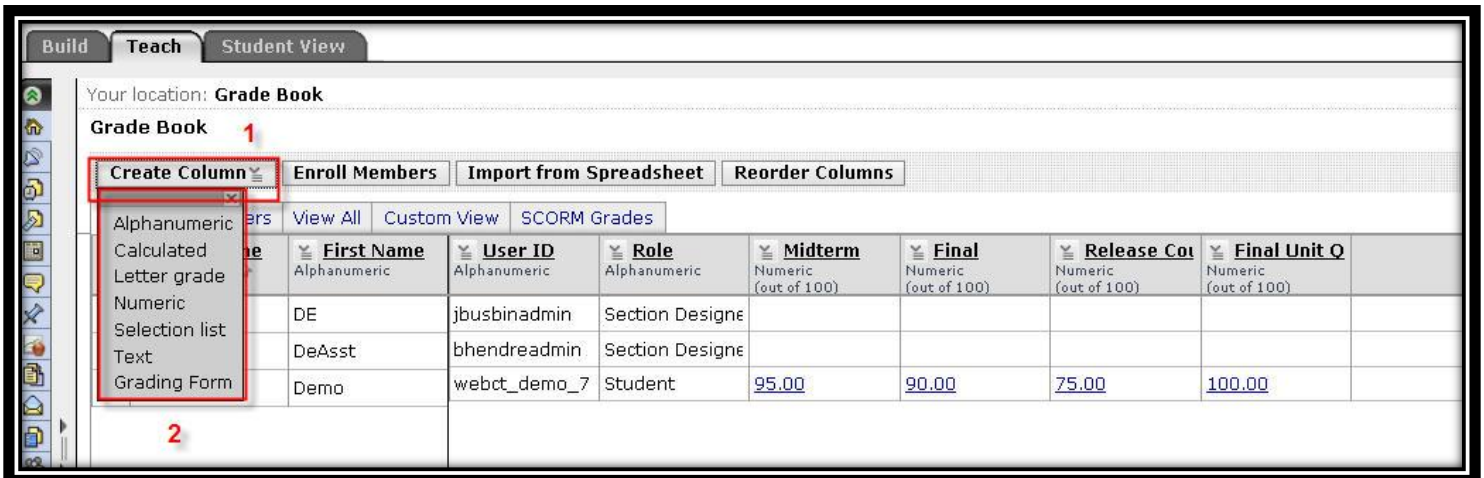 Build Teach Student View
Your location: Grade Book
Grade Book 1
Create Column Enroll Members Import from Spreadsheet Reorder Columns
View All Custom View SCORM Grades
Alphanumeric
Calculated
Letter grade
Numeric
Selection list
Text
Grading Form
2
First Name User ID Role Midterm Final Release Final Unit Q
Alphanumeric Alphanumeric Alphanumeric Numeric Numeric Numeric Numeric
(out of 100) (out of 100) (out of 100) (out of 100)
DE jbusbinadmin Section Designe
DeAsst bhendreadmin Section Designe
Demo webct_demo_7 Student 95.00 90.00 75.00 100.00